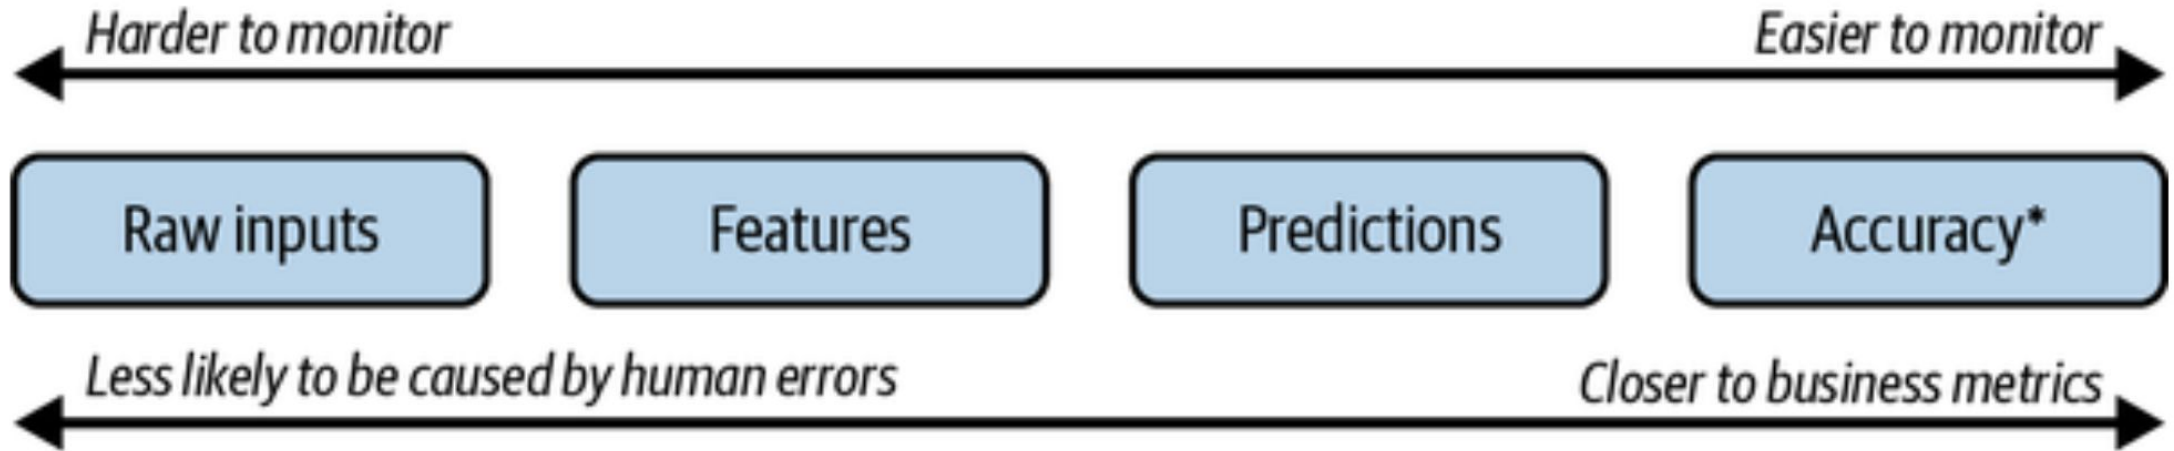 Harder to monitor
Easier to monitor
Raw inputs
Features
Predictions
Accuracy*
Less likely to be caused by human errors
Closer to business metrics